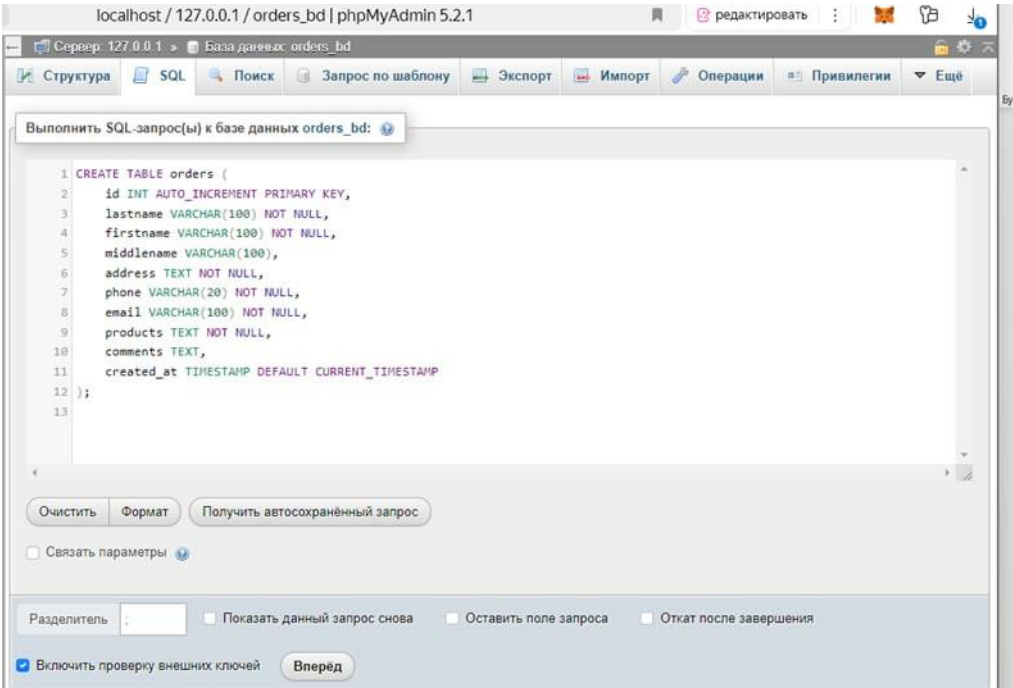 localhost / 127.0.0.1 / orders_bd | phpMyAdmin 5.2.1 редактировать
Сервер: 127.0.0.1 » База данных: orders_bd
Структура SQL Поиск Запрос по шаблону Экспорт Импорт Операции Привилегии Ещё
Бу
Выполнить SQL-запрос(ы) к базе данных orders_bd:
1 CREATE TABLE orders (
2 id INT AUTO_INCREMENT PRIMARY KEY,
3 lastname VARCHAR(100) NOT NULL,
4 firstname VARCHAR(100) NOT NULL,
5 middlename VARCHAR(100),
6 address TEXT NOT NULL,
7 phone VARCHAR(20) NOT NULL,
8 email VARCHAR(100) NOT NULL,
9 products TEXT NOT NULL,
10 comments TEXT,
11 created_at TIMESTAMP DEFAULT CURRENT_TIMESTAMP
12 );
13
Очистить Формат Получить автосохранённый запрос
Связать параметры
Разделитель ; Показать данный запрос снова Оставить поле запроса Откат после завершения
Включить проверку внешних ключей Вперёд